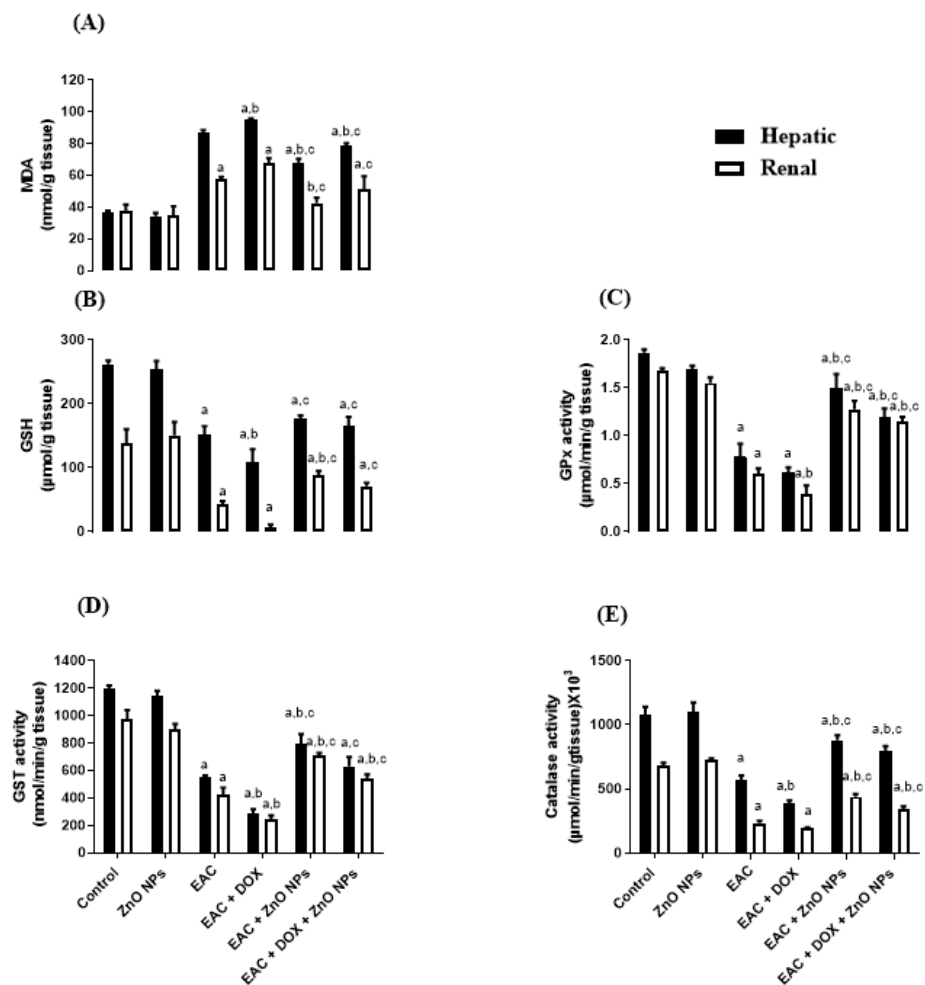 (A)
120
100
80
60
40
20
0
MDA
(nmol/g tissue)
a
a,b
a
a,b,c
b,c
a,b,c
a,c
Hepatic
Renal
(B)
300
200
100
0
GSH
(µmol/g tissue)
a
a
a,b
a
a,c
a,b,c
a,c
a,c
(C)
2.0
1.5
1.0
0.5
0.0
GPx activity
(µmol/min/g tissue)
a
a
a
a,b
a,b,c
a,b,c
a,b,c
a,b,c
(D)
1400
1200
1000
800
600
400
200
0
GST activity
(nmol/min/g tissue)
a
a
a,b
a,b
a,b,c
a,b,c
a,c
a,b,c
Control
ZnO NPs
EAC
EAC + DOX
EAC + ZnO NPs
EAC + DOX + ZnO NPs
(E)
1500
1000
500
0
Catalase activity
(µmol/min/gtissue)X10³
a
a
a,b
a
a,b,c
a,b,c
a,b,c
a,b,c
Control
ZnO NPs
EAC
EAC + DOX
EAC + ZnO NPs
EAC + DOX + ZnO NPs